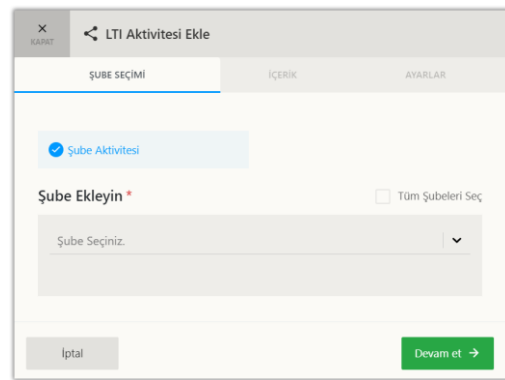 KAPAT
LTI Aktivitesi Ekle
ŞUBE SEÇİMİ
İÇERİK
AYARLAR
Şube Aktivitesi
Şube Ekleyin *
Tüm Şubeleri Seç
Şube Seçiniz.
İptal
Devam et →